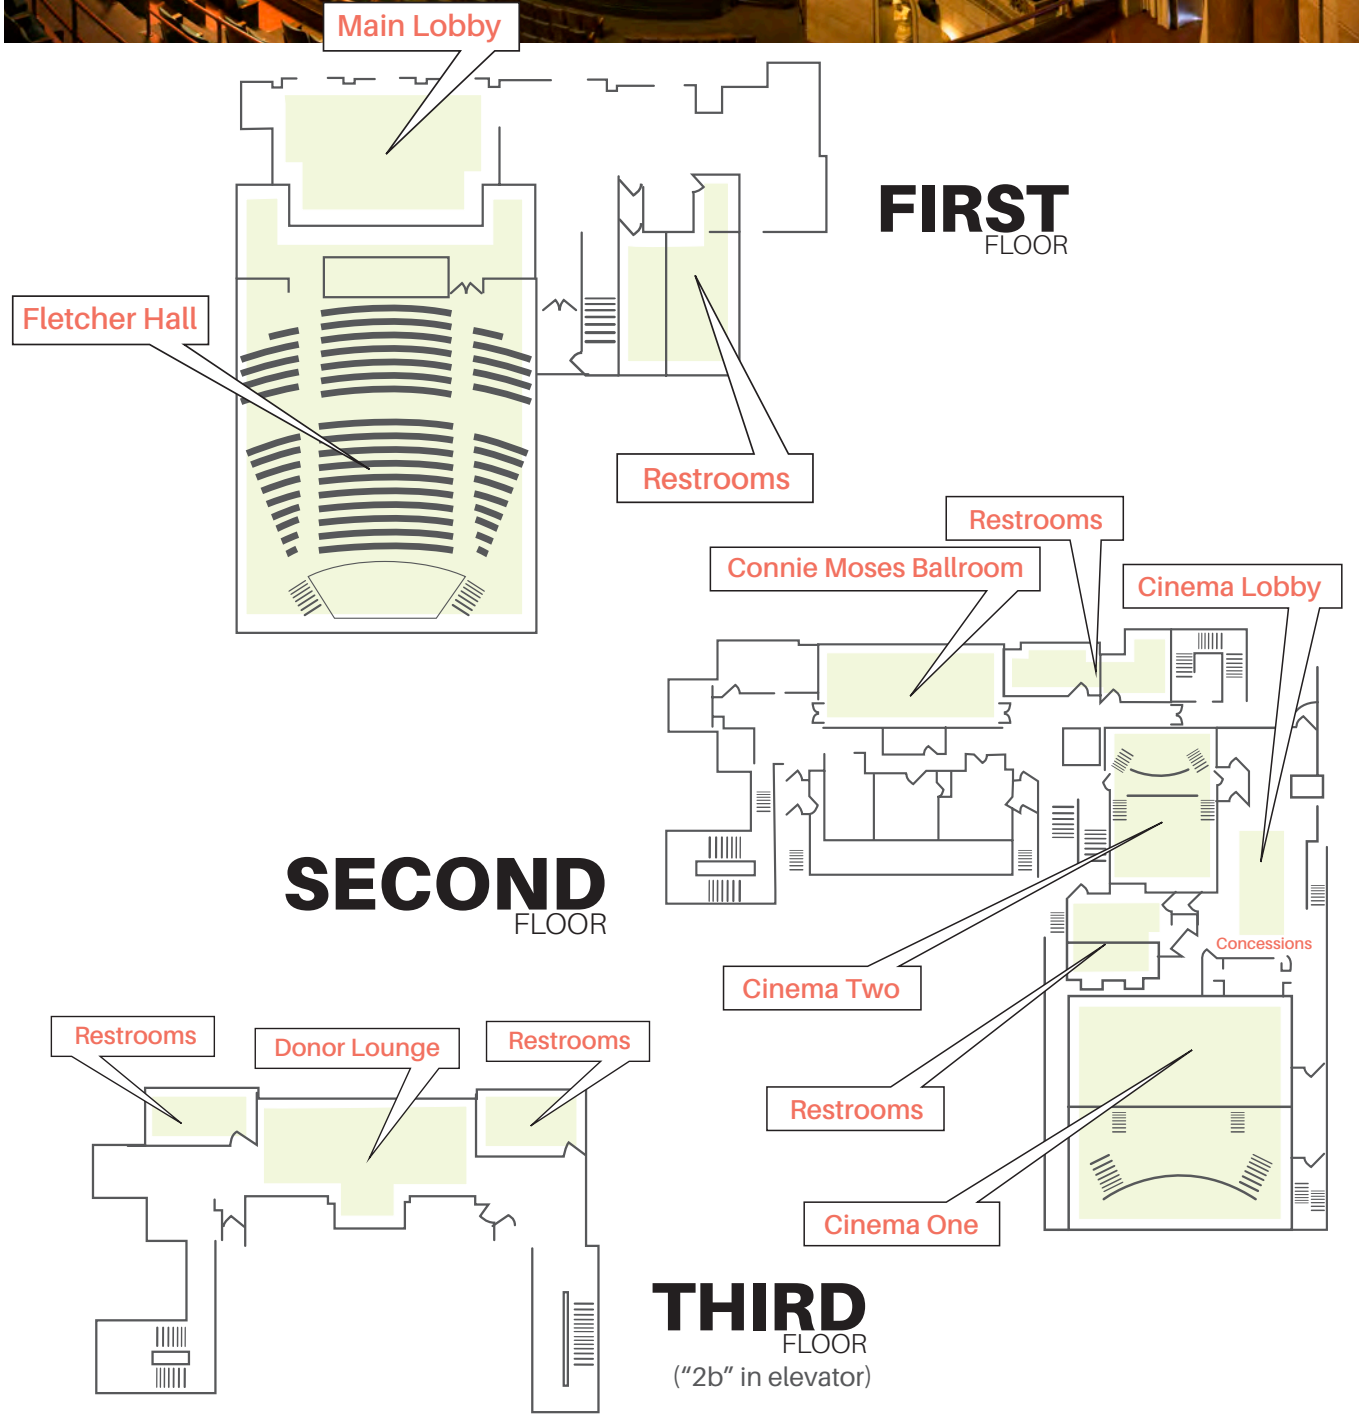 Main Lobby
FIRST
FLOOR
Fletcher Hall
Restrooms
Restrooms
Connie Moses Ballroom
Cinema Lobby
SECOND
FLOOR
Concessions
Cinema Two
Restrooms
Cinema One
Restrooms
Donor Lounge
Restrooms
THIRD
FLOOR
(“2b” in elevator)